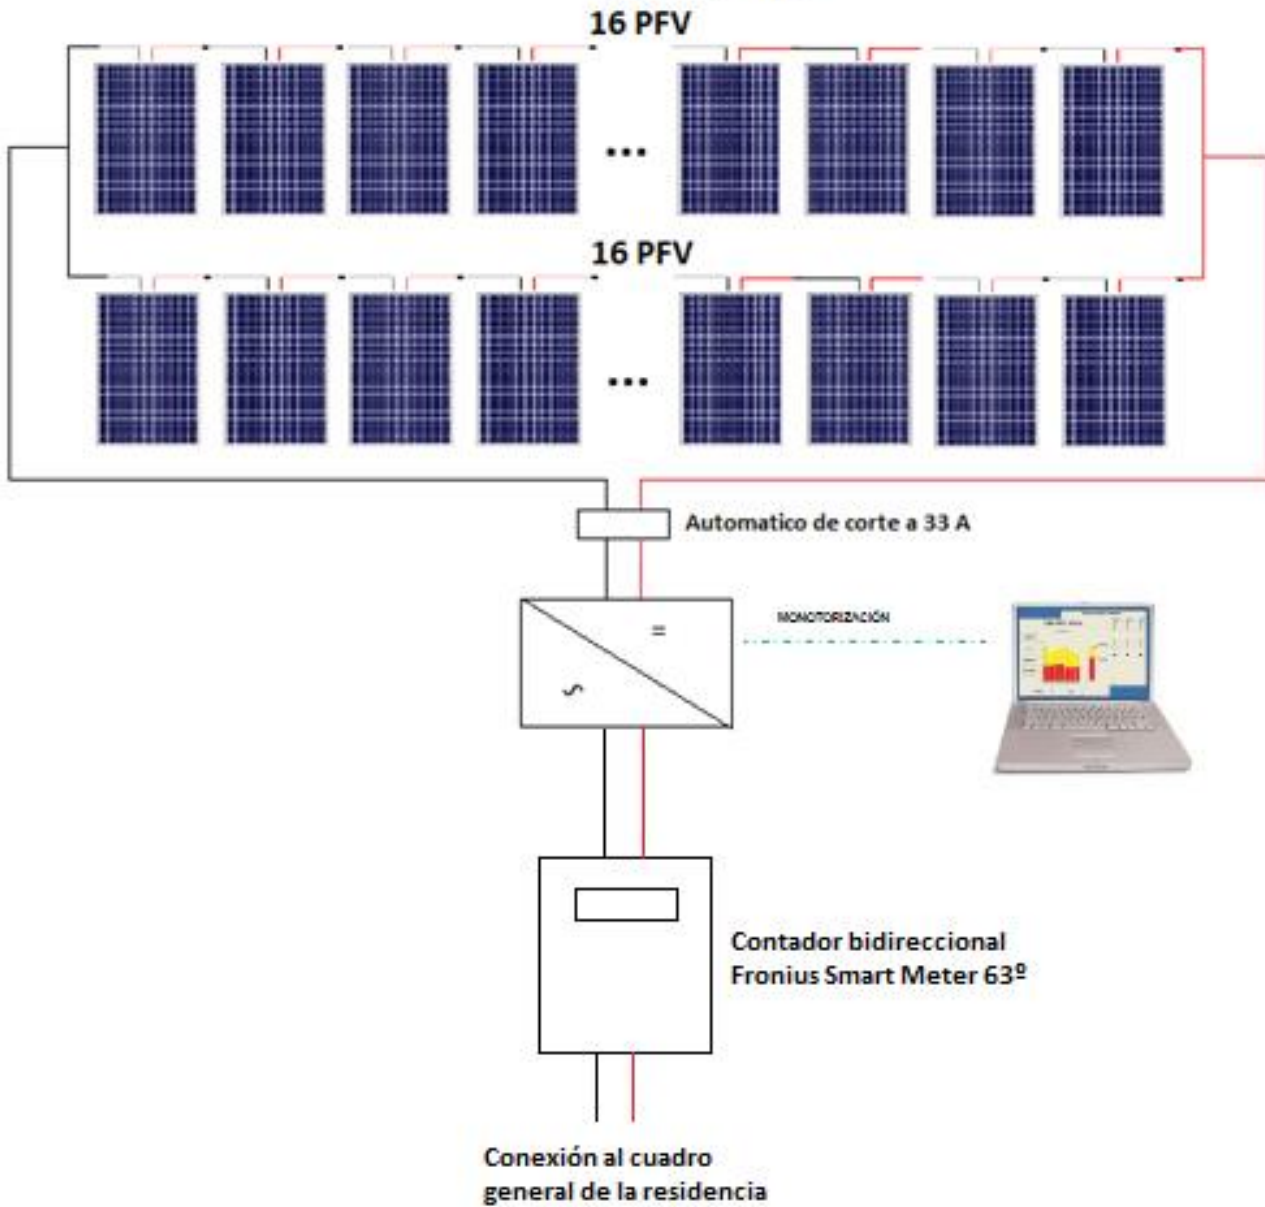 16 PFV
16 PFV
Automatico de corte a 33 A
MONOTORIZACIÓN
Contador bidireccional
Fronius Smart Meter 63º
Conexión al cuadro
general de la residencia